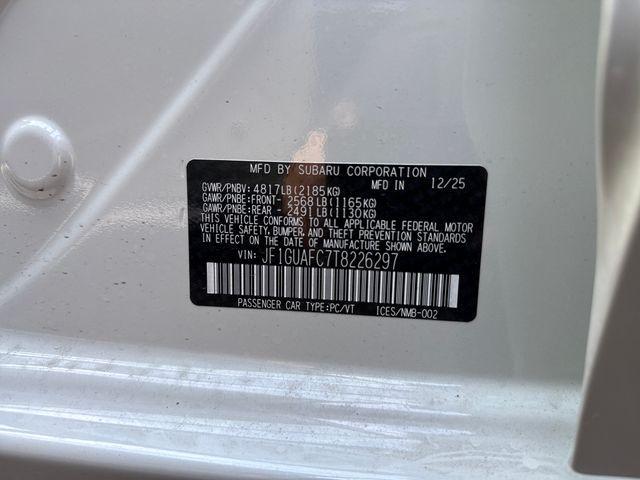 MFD BY SUBARU CORPORATION
GVWR/PNBV: 4817LB(2185KG) MFD IN 12/25
GAWR/PNBE:FRONT- 2568LB(1165KG)
GAWR/PNBE:REAR - 2491LB(1130KG)
THIS VEHICLE CONFORMS TO ALL APPLICABLE FEDERAL MOTOR
VEHICLE SAFETY, BUMPER, AND THEFT PREVENTION STANDARDS
IN EFFECT ON THE DATE OF MANUFACTURE SHOWN ABOVE.
VIN: JF1GUAFC7T8226297
PASSENGER CAR TYPE:PC/VT ICES/NMB-002